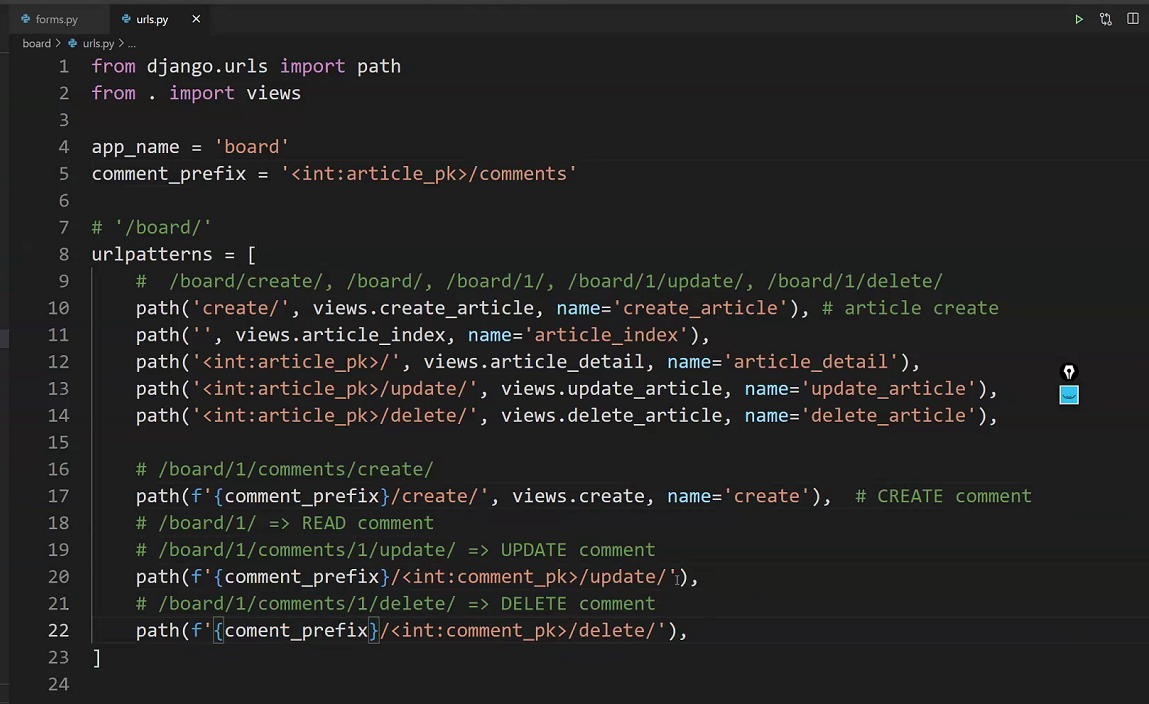 forms.py urls.py ×
board > urls.py > ...
1 from django.urls import path
2 from . import views
3
4 app_name = 'board'
5 comment_prefix = '<int:article_pk>/comments'
6
7 # '/board/'
8 urlpatterns = [
9     #  /board/create/, /board/, /board/1/, /board/1/update/, /board/1/delete/
10     path('create/', views.create_article, name='create_article'), # article create
11     path('', views.article_index, name='article_index'),
12     path('<int:article_pk>/', views.article_detail, name='article_detail'),
13     path('<int:article_pk>/update/', views.update_article, name='update_article'),
14     path('<int:article_pk>/delete/', views.delete_article, name='delete_article'),
15
16     # /board/1/comments/create/
17     path(f'{comment_prefix}/create/', views.create, name='create'),  # CREATE comment
18     # /board/1/ => READ comment
19     # /board/1/comments/1/update/ => UPDATE comment
20     path(f'{comment_prefix}/<int:comment_pk>/update/'),
21     # /board/1/comments/1/delete/ => DELETE comment
22     path(f'{coment_prefix}/<int:comment_pk>/delete/'),
23 ]
24